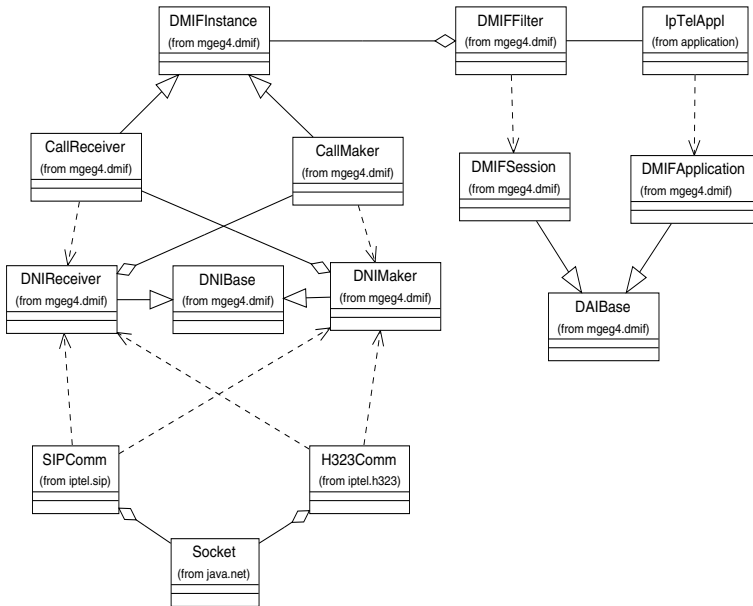 DMIFInstance
(from mgeg4.dmif)
DMIFFilter
(from mgeg4.dmif)
IpTelAppl
(from application)
CallReceiver
(from mgeg4.dmif)
CallMaker
(from mgeg4.dmif)
DMIFSession
(from mgeg4.dmif)
DMIFApplication
(from mgeg4.dmif)
DNIReceiver
(from mgeg4.dmif)
DNIBase
(from mgeg4.dmif)
DNIMaker
(from mgeg4.dmif)
DAIBase
(from mgeg4.dmif)
SIPComm
(from iptel.sip)
H323Comm
(from iptel.h323)
Socket
(from java.net)